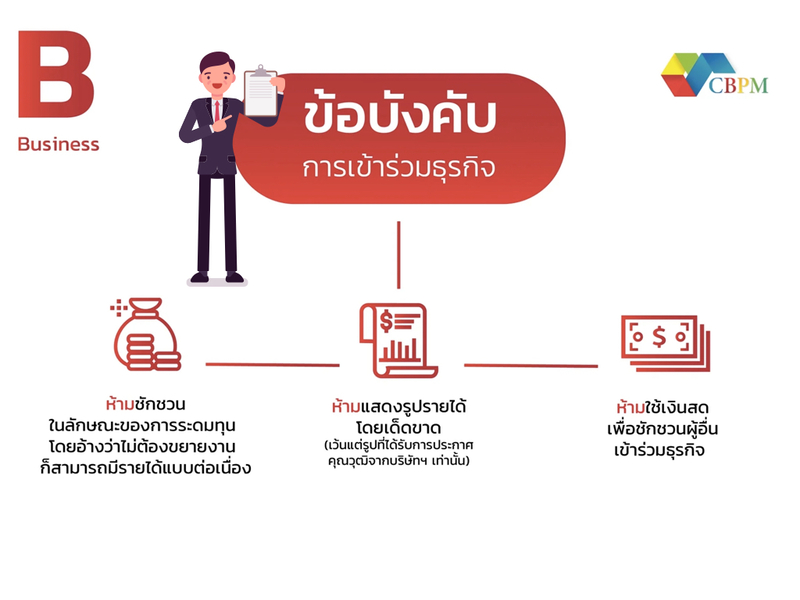 B
Business
CBPM
ข้อบังคับ
การเข้าร่วมธุรกิจ
ห้ามชักชวน
ในลักษณะของการระดมทุน
โดยอ้างว่าไม่ต้องขยายงาน
ก็สามารถมีรายได้แบบต่อเนื่อง
$
ห้ามแสดงรูปรายได้
โดยเด็ดขาด
(เว้นแต่รูปที่ได้รับการประกาศ
คุณวุฒิจากบริษัทฯ เท่านั้น)
$
ห้ามใช้เงินสด
เพื่อชักชวนผู้อื่น
เข้าร่วมธุรกิจ